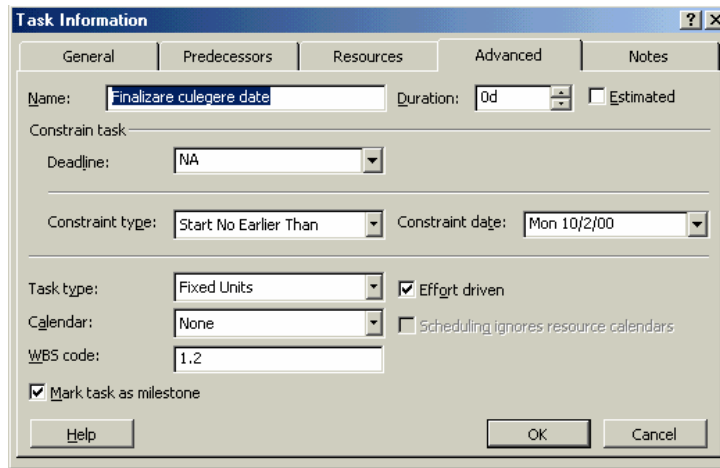 Task Information
General Predecessors Resources Advanced Notes
Name: Finalizare culegere date Duration: 0d Estimated
Constrain task
Deadline: NA
Constraint type: Start No Earlier Than Constraint date: Mon 10/2/00
Task type: Fixed Units Effort driven
Calendar: None Scheduling ignores resource calendars
WBS code: 1.2
Mark task as milestone
Help OK Cancel